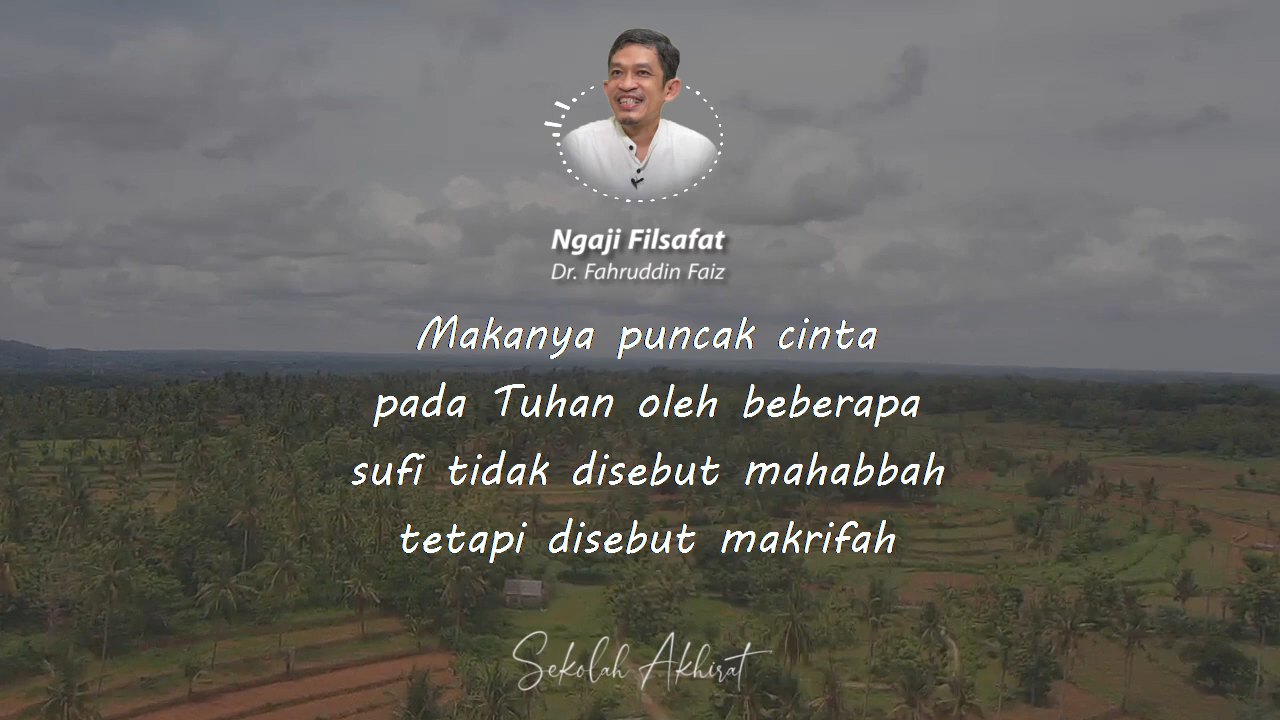 Ngaji Filsafat
Dr. Fahruddin Faiz
Makanya puncak cinta
pada Tuhan oleh beberapa
sufi tidak disebut mahabbah
tetapi disebut makrifah
Sekolah Akhirat